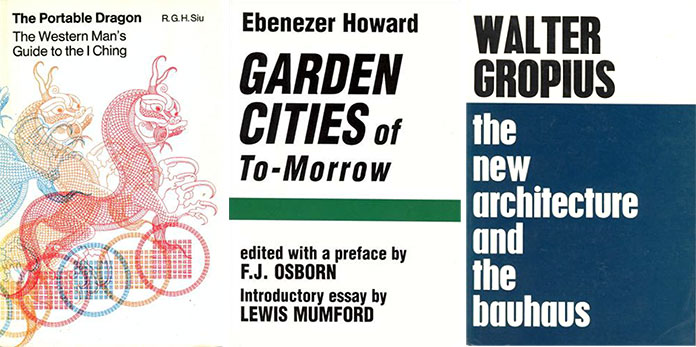 The Portable Dragon
R.G.H. Siu
The Western Man's
Guide to the I Ching
Ebenezer Howard
GARDEN
CITIES of
To-Morrow
edited with a preface by
F.J. OSBORN
Introductory essay by
LEWIS MUMFORD
WALTER
GROPIUS
the
new
architecture
and
the
bauhaus